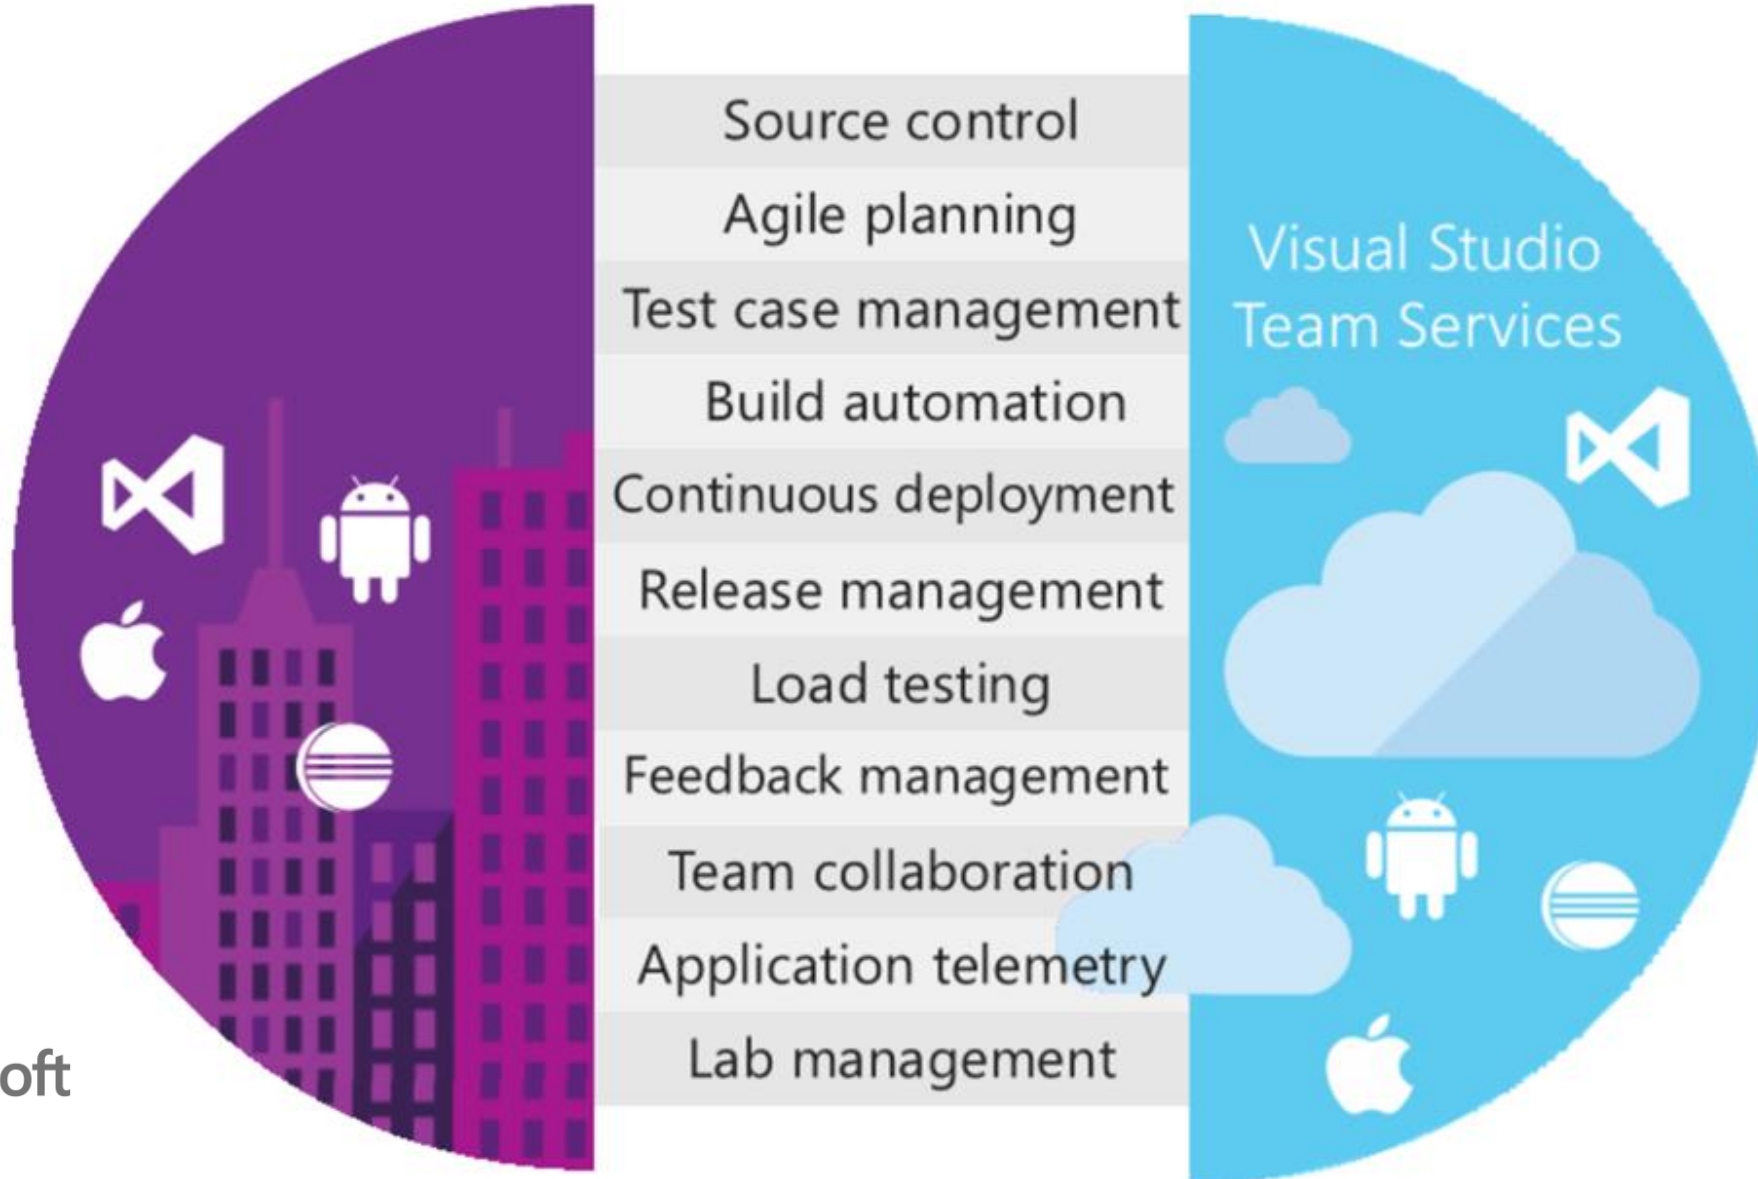 Source control
Agile planning
Test case management
Build automation
Continuous deployment
Release management
Load testing
Feedback management
Team collaboration
Application telemetry
Lab management
Visual Studio
Team Services
oft